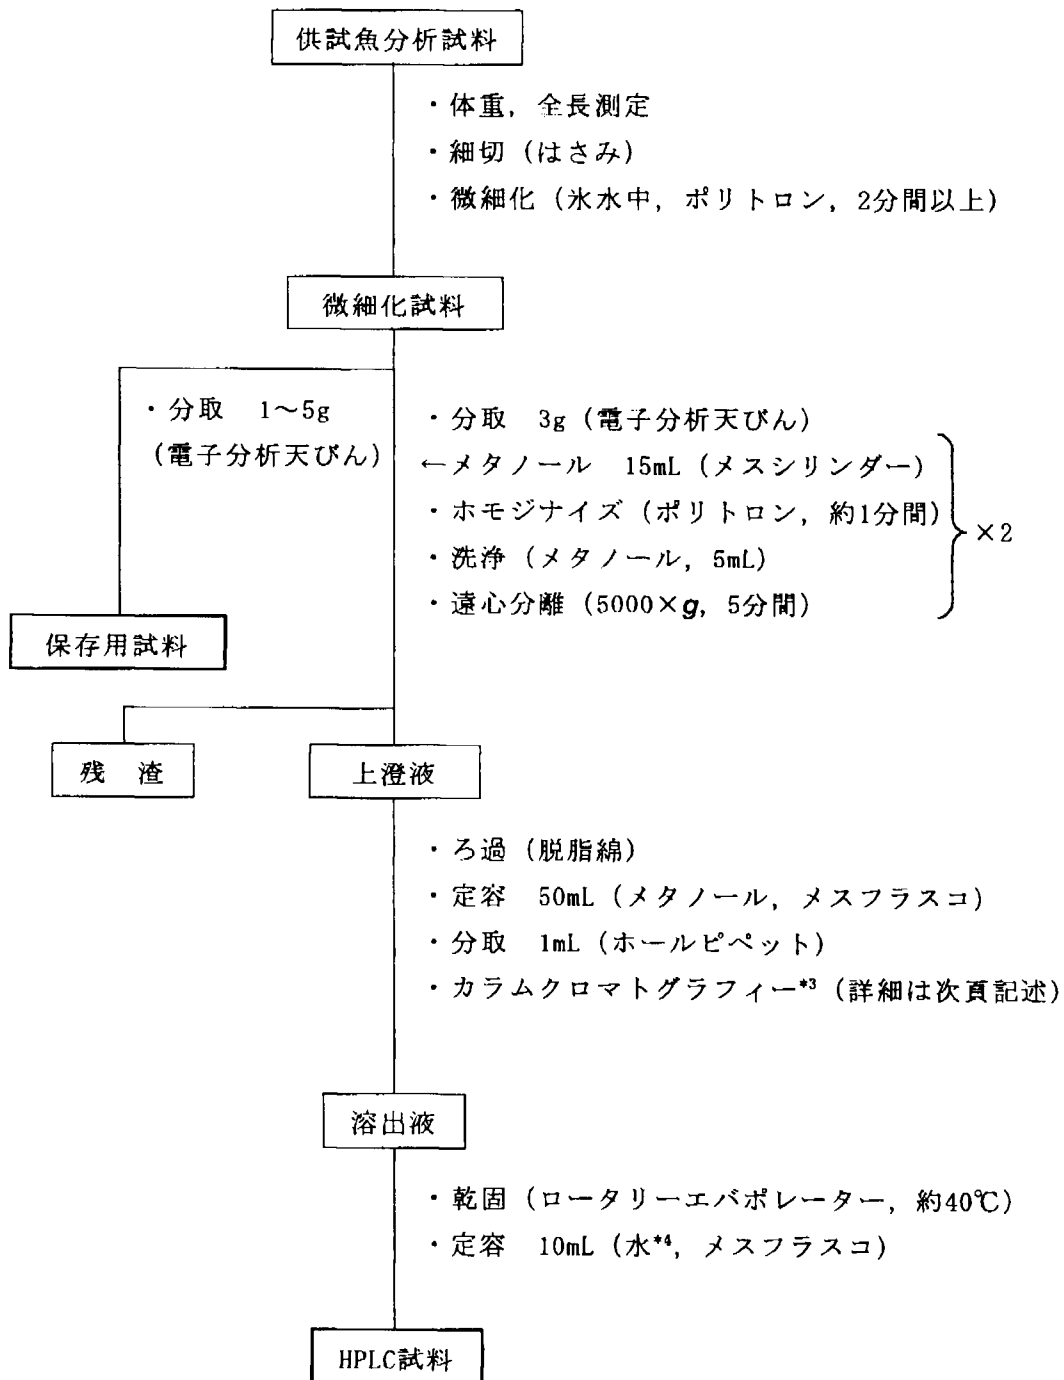 供試魚分析試料
・体重, 全長測定
・細切 (はさみ)
・微細化 (氷水中, ポリトロン, 2分間以上)
微細化試料
・分取 1～5g
(電子分析天びん)
・分取 3g (電子分析天びん)
←メタノール 15mL (メスシリンダー)
・ホモジナイズ (ポリトロン, 約1分間)
・洗浄 (メタノール, 5mL)
・遠心分離 (5000×g, 5分間)
×2
保存用試料
残 渣
上澄液
・ろ過 (脱脂綿)
・定容 50mL (メタノール, メスフラスコ)
・分取 1mL (ホールピペット)
・カラムクロマトグラフィー*3 (詳細は次頁記述)
溶出液
・乾固 (ロータリーエバポレーター, 約40℃)
・定容 10mL (水*4, メスフラスコ)
HPLC試料